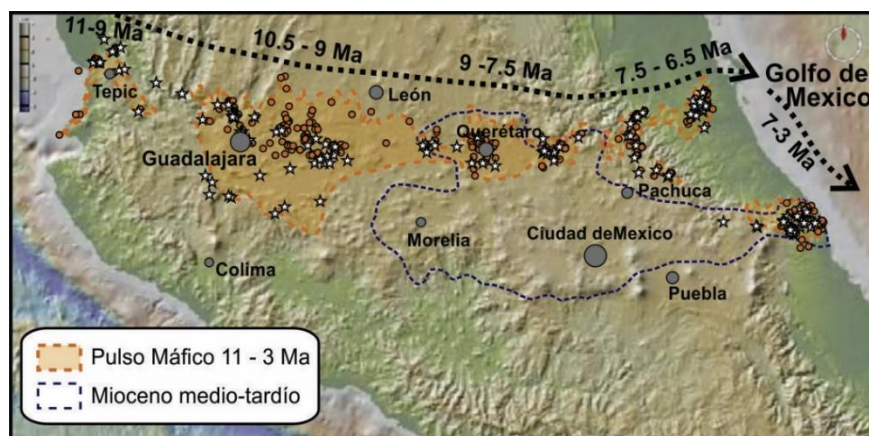 11-9 Ma
10.5 - 9 Ma
9 -7.5 Ma
7.5 - 6.5 Ma
Golfo de
Mexico
7-3 Ma
Tepic
León
Guadalajara
Querétaro
Pachuca
Morelia
Ciudad deMexico
Colima
Puebla
Pulso Máfico 11 - 3 Ma
Mioceno medio-tardío